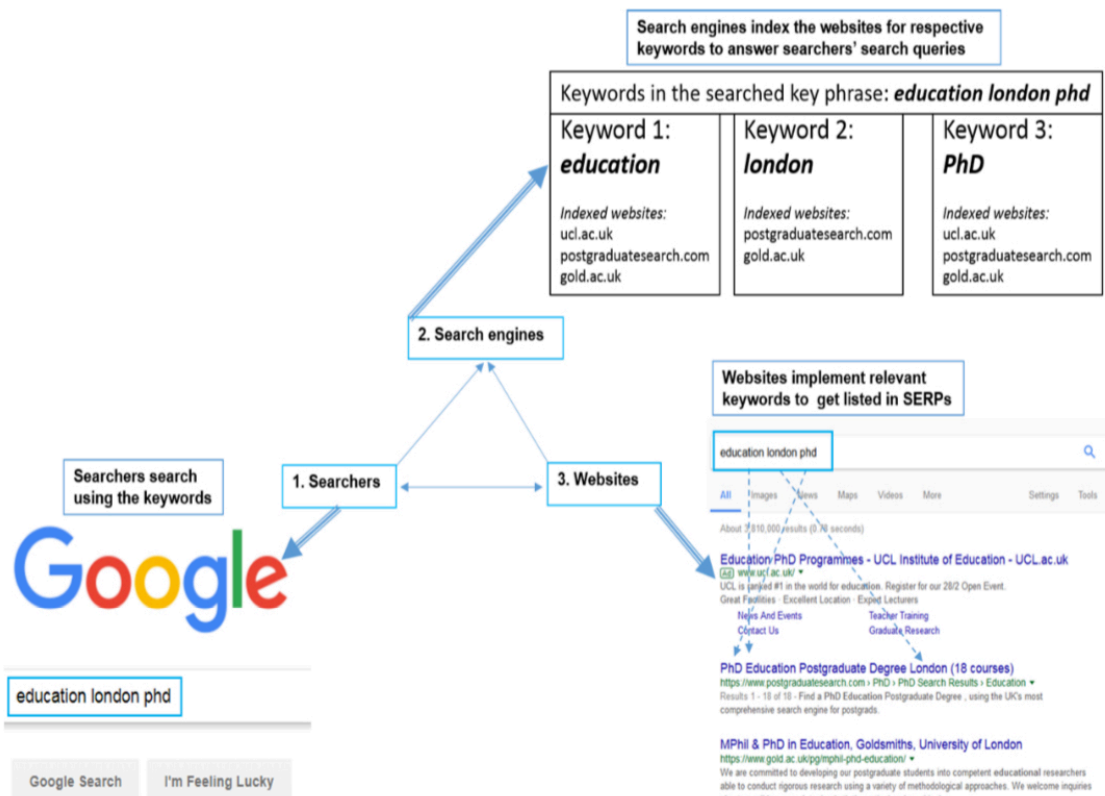 Search engines index the websites for respective
keywords to answer searchers' search queries
Keywords in the searched key phrase: education london phd
Keyword 1:
education
Indexed websites:
ucl.ac.uk
postgraduatesearch.com
gold.ac.uk
Keyword 2:
london
Indexed websites:
postgraduatesearch.com
gold.ac.uk
Keyword 3:
PhD
Indexed websites:
ucl.ac.uk
postgraduatesearch.com
gold.ac.uk
2. Search engines
Websites implement relevant
keywords to get listed in SERPs
Searchers search
using the keywords
1. Searchers
3. Websites
Google
education london phd
Google Search
I'm Feeling Lucky
education london phd
All Images News Maps Videos More Settings Tools
About 3,810,000 results seconds)
Education PhD Programmes - UCL Institute of Education - UCL.ac.uk
Ad www.ucl.ac.uk/
UCL is ranked #1 in the world for education. Register for our 28/2 Open Event.
Great Facilities · Excellent Location · Expert Lecturers
News And Events Teacher Training
Contact Us Graduate Research
PhD Education Postgraduate Degree London (18 courses)
https://www.postgraduatesearch.com › PhD › PhD Search Results › Education
Results 1 - 18 of 18 - Find a PhD Education Postgraduate Degree , using the UK's most
comprehensive search engine for postgrads.
MPhil & PhD in Education, Goldsmiths, University of London
https://www.gold.ac.uk/pg/mphil-phd-education/
We are committed to developing our postgraduate students into competent educational researchers
able to conduct rigorous research using a variety of methodological approaches. We welcome inquiries